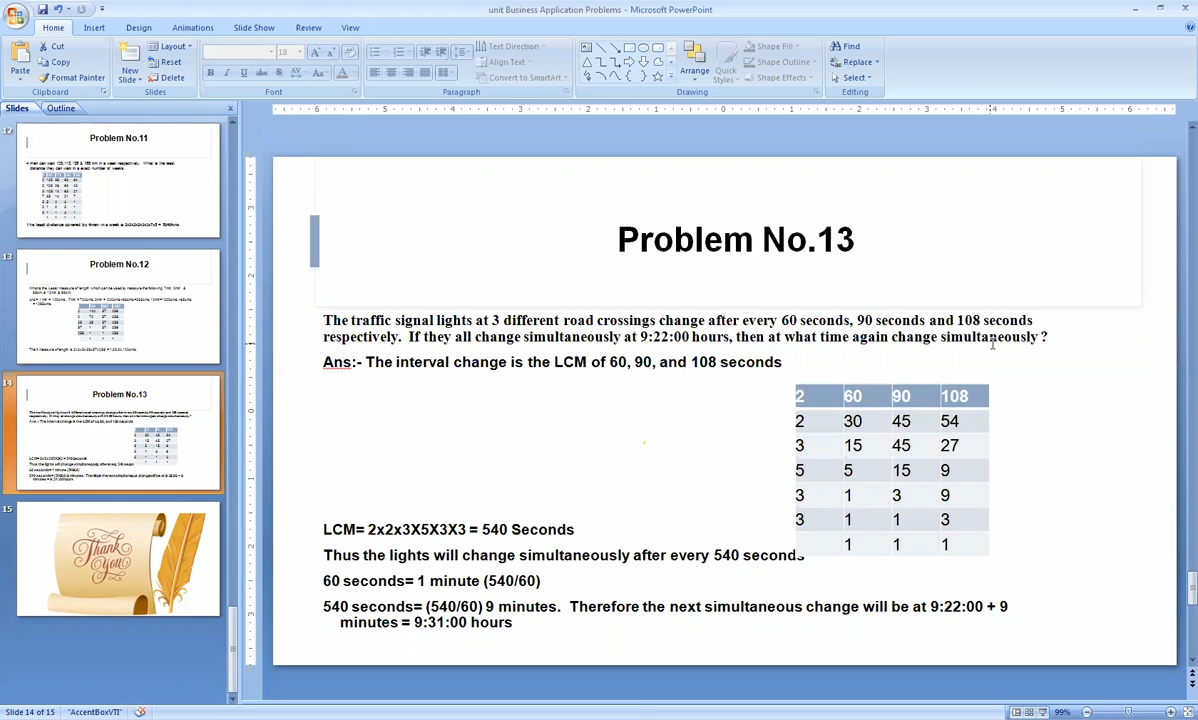 unit Business Application Problems - Microsoft PowerPoint
Home Insert Design Animations Slide Show Review View
Paste Cut Copy Format Painter Clipboard
New Slide Layout Reset Delete Slides
18 Font
Text Direction Align Text Convert to SmartArt Paragraph
Arrange Quick Styles Shape Fill Shape Outline Shape Effects Drawing
Find Replace Select Editing
Slides Outline
12
Problem No.11
13
Problem No.12
14
Problem No.13
15
Thank You
Problem No.13
The traffic signal lights at 3 different road crossings change after every 60 seconds, 90 seconds and 108 seconds
respectively. If they all change simultaneously at 9:22:00 hours, then at what time again change simultaneously ?
Ans:- The interval change is the LCM of 60, 90, and 108 seconds
2 60 90 108
2 30 45 54
3 15 45 27
5 5 15 9
3 1 3 9
3 1 1 3
1 1 1
LCM= 2x2x3X5X3X3 = 540 Seconds
Thus the lights will change simultaneously after every 540 seconds
60 seconds= 1 minute (540/60)
540 seconds= (540/60) 9 minutes. Therefore the next simultaneous change will be at 9:22:00 + 9
minutes = 9:31:00 hours
Slide 14 of 15 "AccentBoxVTI" 99%